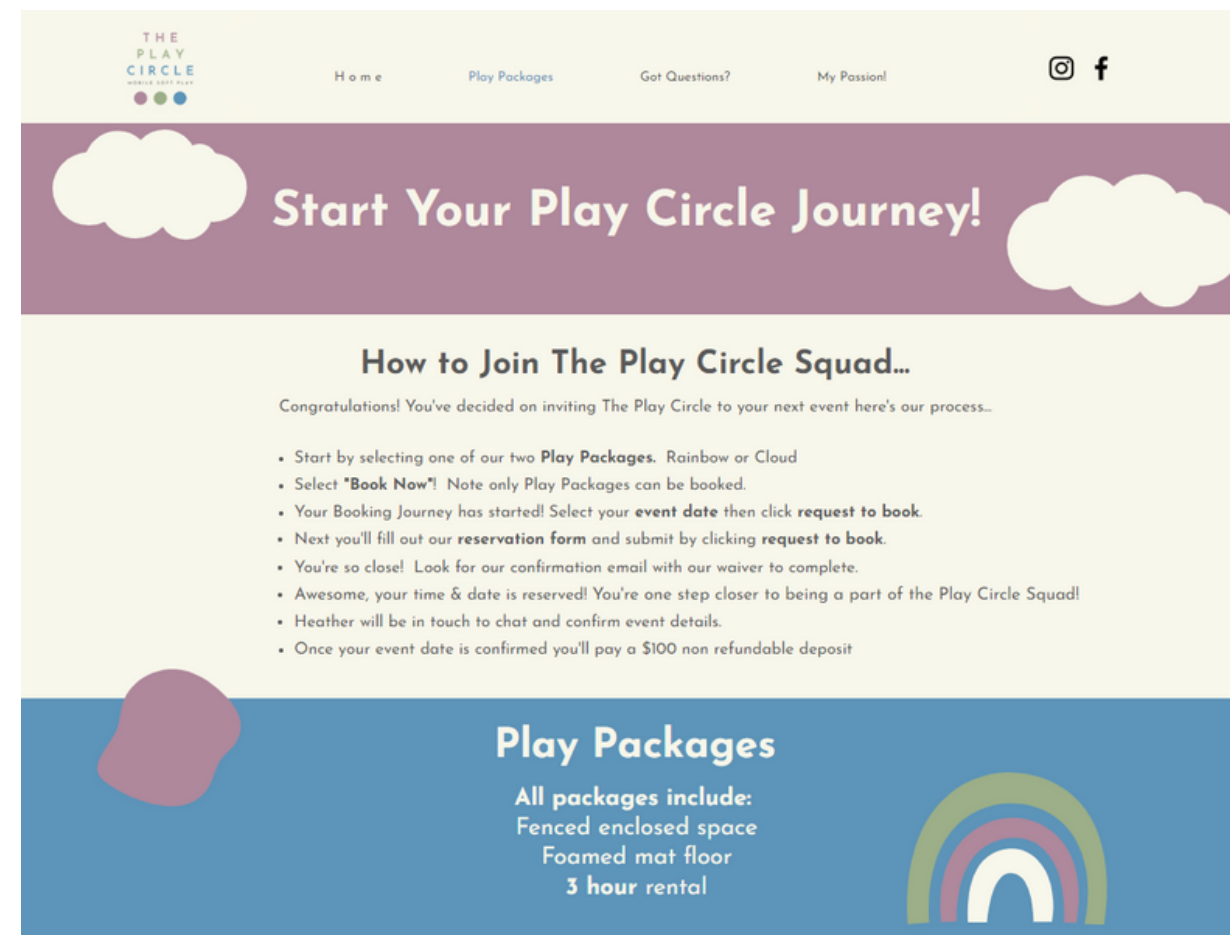 THE
PLAY
CIRCLE
MOBILE SOFT PLAY
Home
Play Packages
Got Questions?
My Passion!
Start Your Play Circle Journey!
How to Join The Play Circle Squad...
Congratulations! You've decided on inviting The Play Circle to your next event here's our process...
• Start by selecting one of our two Play Packages. Rainbow or Cloud
• Select "Book Now"! Note only Play Packages can be booked.
• Your Booking Journey has started! Select your event date then click request to book.
• Next you'll fill out our reservation form and submit by clicking request to book.
• You're so close! Look for our confirmation email with our waiver to complete.
• Awesome, your time & date is reserved! You're one step closer to being a part of the Play Circle Squad!
• Heather will be in touch to chat and confirm event details.
• Once your event date is confirmed you'll pay a $100 non refundable deposit
Play Packages
All packages include:
Fenced enclosed space
Foamed mat floor
3 hour rental